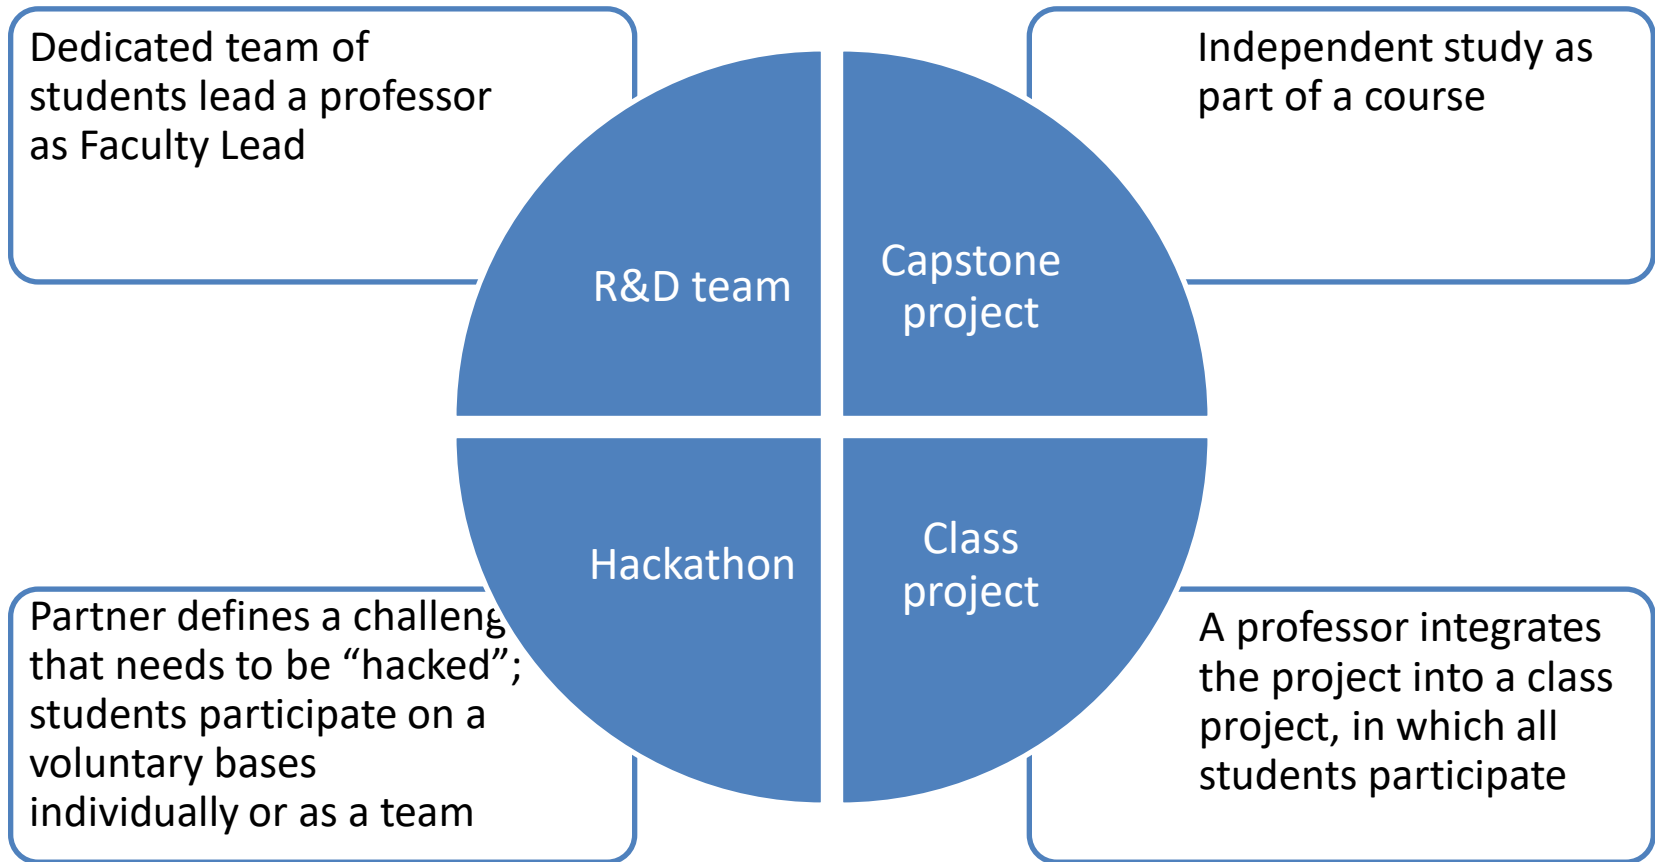 Dedicated team of
students lead a professor
as Faculty Lead
Independent study as
part of a course
R&D team
Capstone
project
Hackathon
Class
project
Partner defines a challeng
that needs to be “hacked”;
students participate on a
voluntary bases
individually or as a team
A professor integrates
the project into a class
project, in which all
students participate